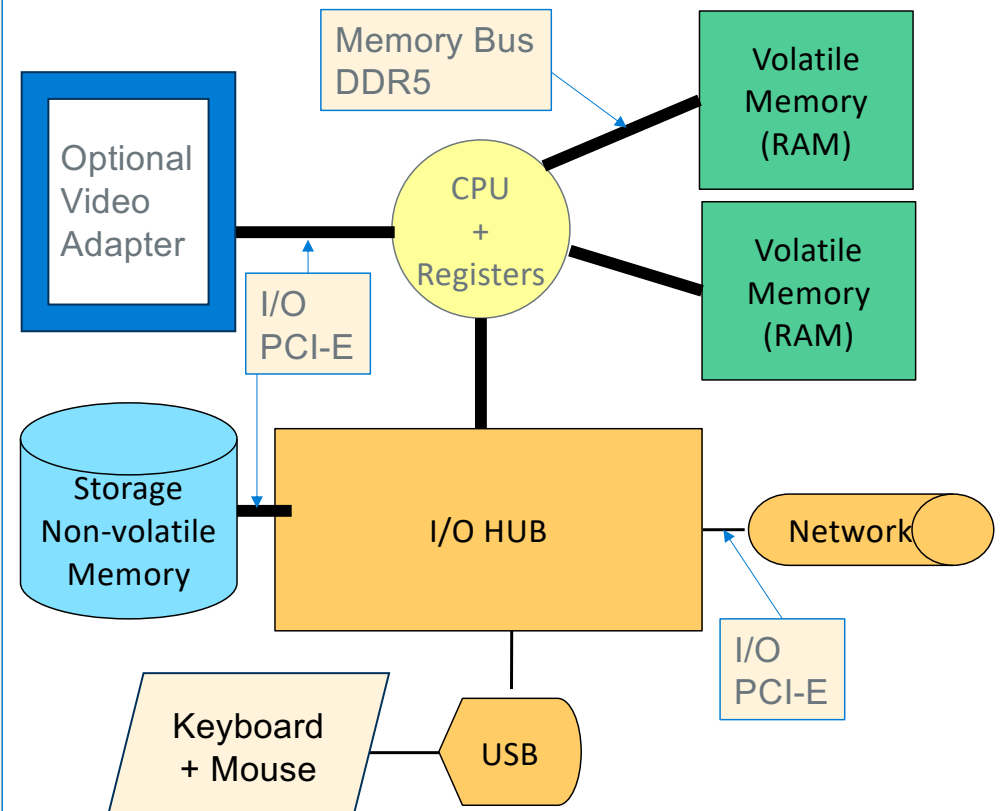 Memory Bus
DDR5
Volatile
Memory
(RAM)
Optional
Video
Adapter
CPU
+
Registers
Volatile
Memory
(RAM)
I/O
PCI-E
Storage
Non-volatile
Memory
I/O HUB
Network
I/O
PCI-E
Keyboard
+ Mouse
USB